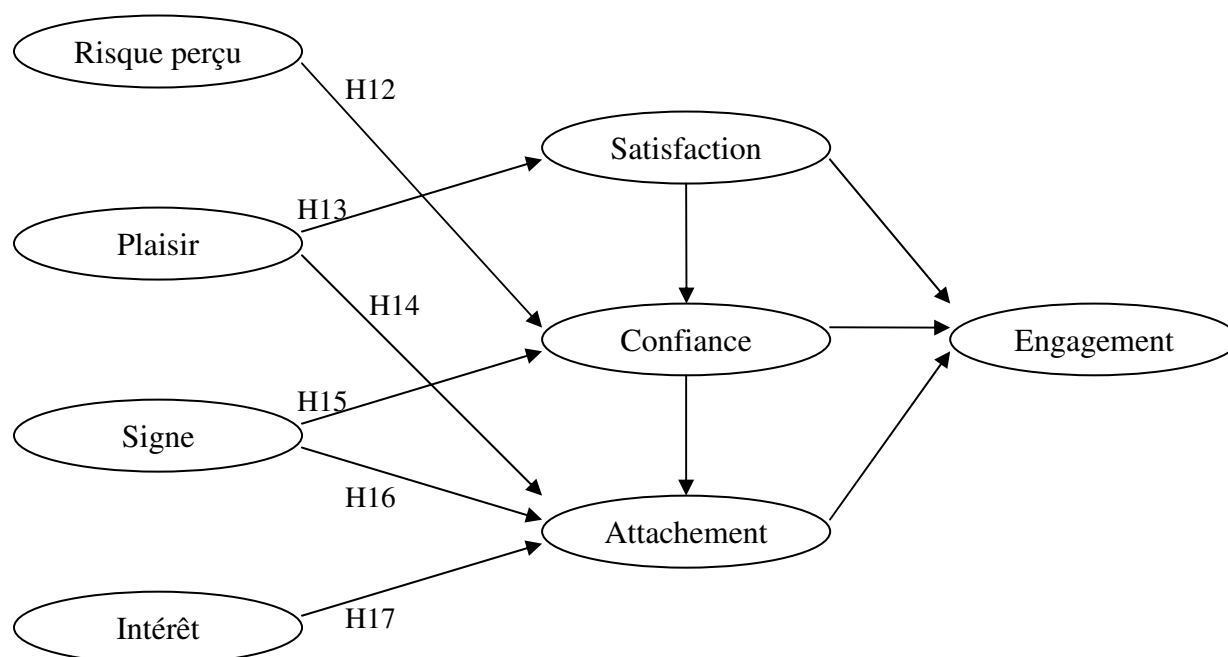 Risque perçu
H12
Satisfaction
H13
Plaisir
H14
Confiance
Engagement
H15
Signe
H16
Attachement
H17
Intérêt